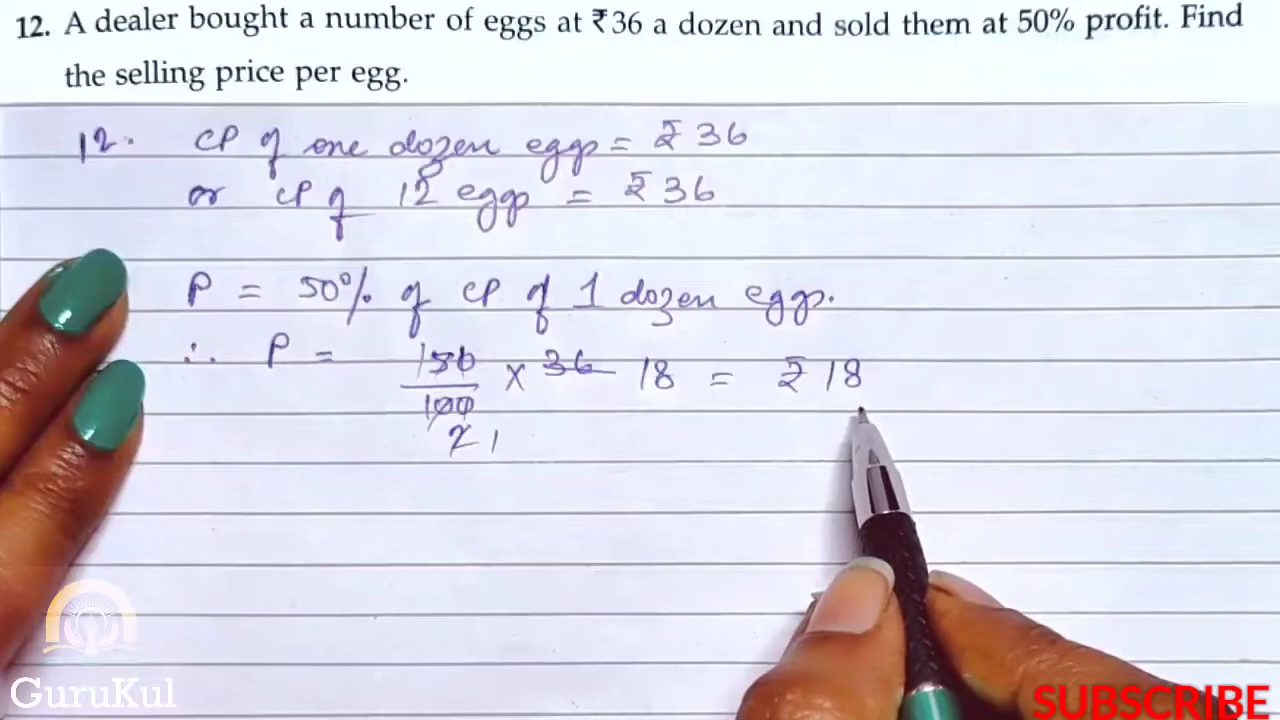 12. A dealer bought a number of eggs at ₹36 a dozen and sold them at 50% profit. Find
the selling price per egg.
12. CP of one dozen eggs = ₹ 36
or CP of 12 eggs = ₹ 36
P = 50% of CP of 1 dozen eggs.
∴ P = 150/100 × 36 18 = ₹ 18
2 1
GuruKul
SUBSCRIBE